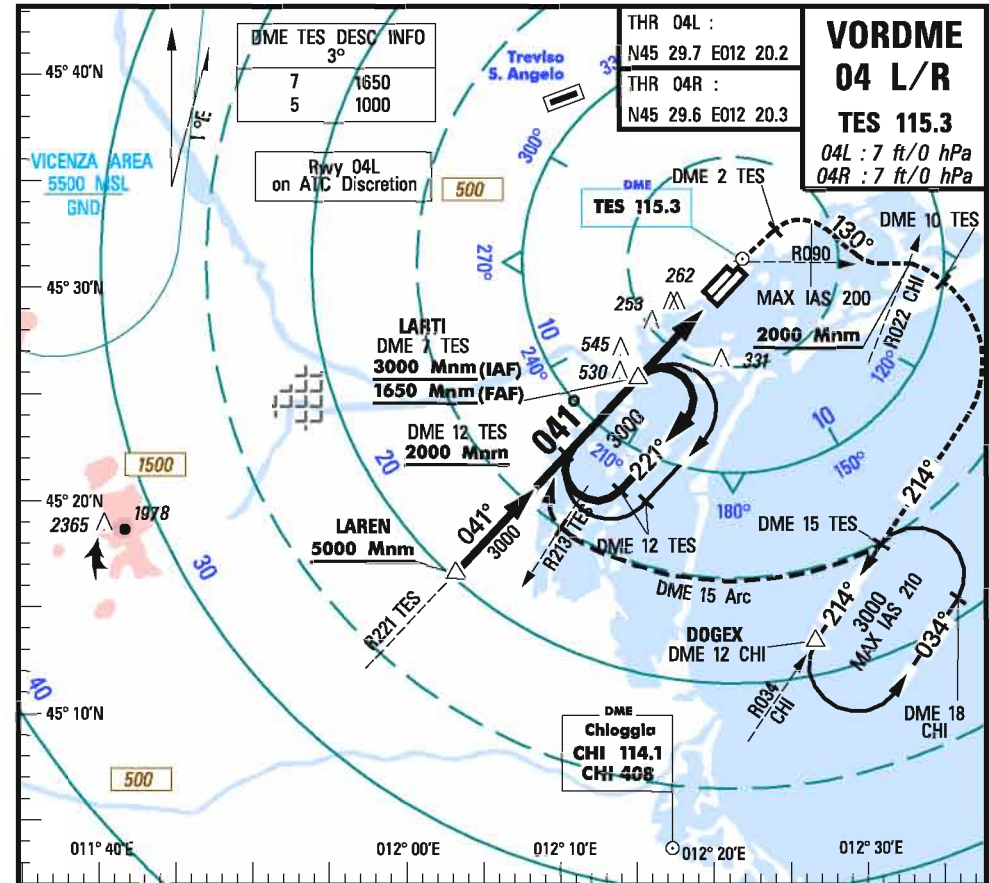 THR 04L :
N45 29.7 E012 20.2
THR 04R :
N45 29.6 E012 20.3
VORDME
04 L/R
TES 115.3
04L : 7 ft/0 hPa
04R : 7 ft/0 hPa
DME TES DESC INFO
3°
7 1650
5 1000
Treviso
S. Angelo
33
45° 40'N
1°E
300°
VICENZA AREA
5500 MSL
GND
Rwy 04L
on ATC Discretion
500
DME
TES 115.3
DME 2 TES
130°
DME 10 TES
R090
270°
262
45° 30'N
MAX IAS 200
253
2000 Mnm
R022 CHI
LARTI
DME 7 TES
3000 Mnm (IAF)
1650 Mnm (FAF)
10
240°
545
530
331
120°
041
3000
DME 12 TES
2000 Mnm
210°
221°
10
150°
20
1500
180°
214°
45° 20'N
2365
1978
LAREN
5000 Mnm
041°
3000
R213 TES
DME 12 TES
DME 15 TES
30
DME 15 Arc
214°
3000
MAX IAS 210
R221 TES
DOGEX
DME 12 CHI
034°
40
45° 10'N
R034
CHI
DME 18
CHI
DME
Chioggia
CHI 114.1
CHI 408
500
011° 40'E
012° 00'E
012° 10'E
012° 20'E
012° 30'E